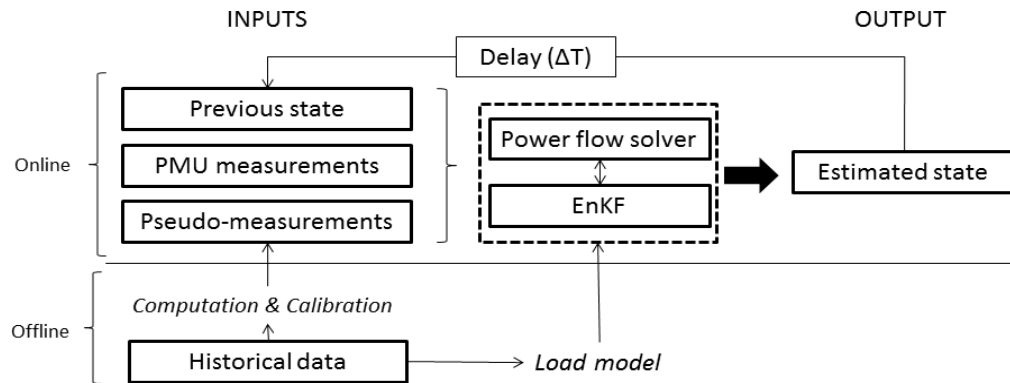 INPUTS
OUTPUT
Delay (ΔT)
Previous state
Online
PMU measurements
Pseudo-measurements
Power flow solver
EnKF
Estimated state
Offline
Computation & Calibration
Historical data
Load model